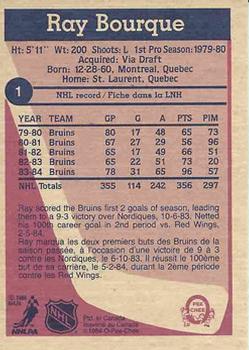 Ray Bourque
Ht: 5'11" Wt: 200 Shoots: L 1st Pro Season: 1979-80
Acquired: Via Draft
Born: 12-28-60, Montreal, Quebec
Home: St. Laurent, Quebec
1
NHL record / Fiche dans la LNH
YEAR TEAM GP G A PTS PIM
79-80 Bruins 80 17 48 65 73
80-81 Bruins 67 27 29 56 96
81-82 Bruins 65 17 49 66 51
82-83 Bruins 65 22 51 73 20
83-84 Bruins 78 31 65 96 57
NHL Totals 355 114 242 356 297
Ray scored the Bruins first 2 goals of season, leading
them to a 9-3 victory over Nordiques, 10-6-83. Netted his
100th career goal in 2nd period vs. Red Wings,
2-5-84.
Ray marqua les deux premiers buts des Bruins de la
saison à l'occasion d'une victoire de 9 à 3
contre les Nordiques, le 6-10-83. Il réussit le 100ième
but de sa carrière, le 5-2-84, durant la 2ième période
contre les Red Wings.
NHLPA
NHL
Ptd. in Canada
Imprimé au Canada
©1984 O-Pee-Chee
O
PEE
CHEE